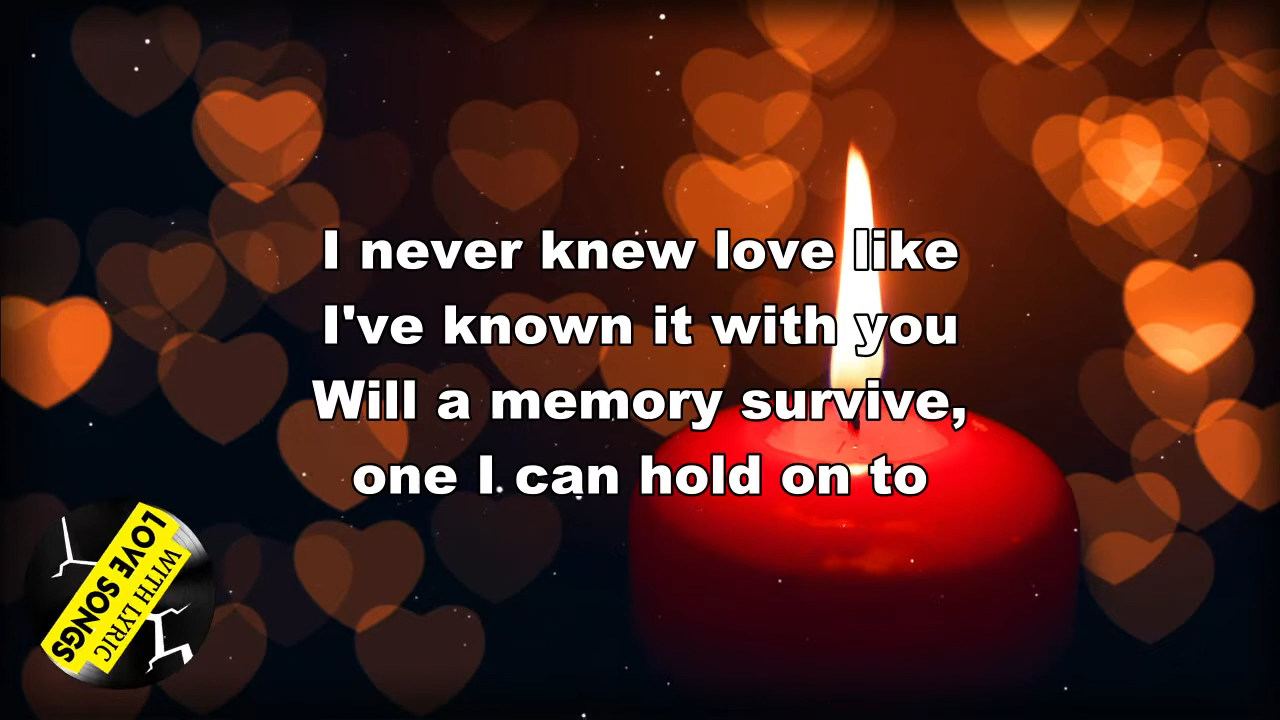 I never knew love like
I've known it with you
Will a memory survive,
one I can hold on to
LOVE SONGS
WITH LYRIC